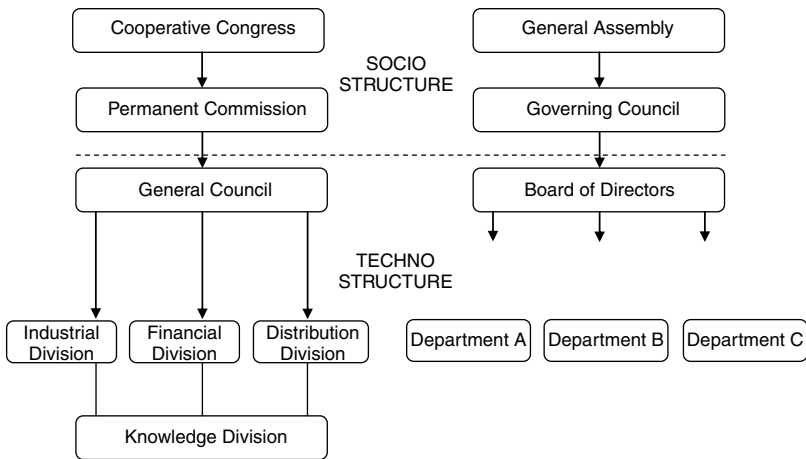 Cooperative Congress
General Assembly
SOCIO
STRUCTURE
Permanent Commission
Governing Council
General Council
Board of Directors
TECHNO
STRUCTURE
Industrial
Division
Financial
Division
Distribution
Division
Department A
Department B
Department C
Knowledge Division